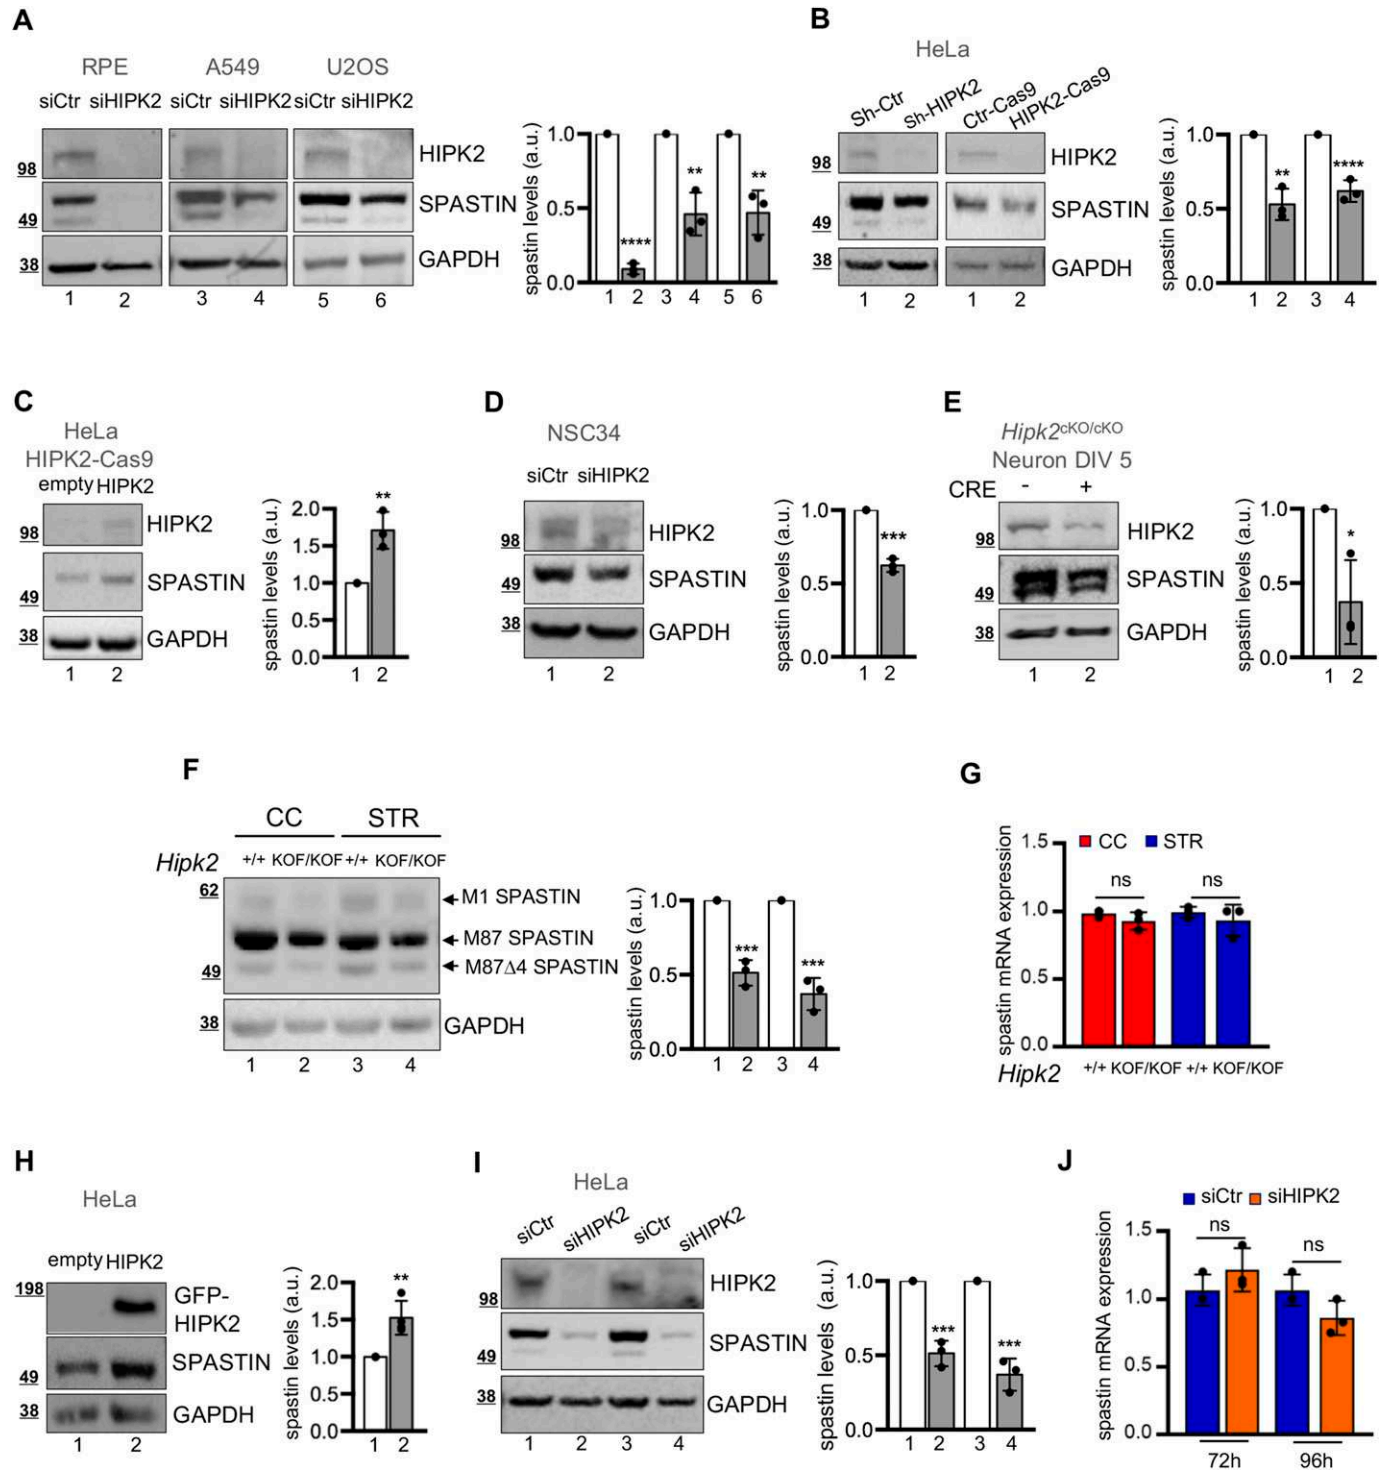 A
RPE A549 U2OS
siCtr siHIPK2 siCtr siHIPK2 siCtr siHIPK2
98
49
38
HIPK2
SPASTIN
GAPDH
1 2 3 4 5 6
spastin levels (a.u.)
1.0
0.5
0.0
**** ** **
1 2 3 4 5 6
B
HeLa
Sh-Ctr Sh-HIPK2 Ctr-Cas9 HIPK2-Cas9
98
49
38
HIPK2
SPASTIN
GAPDH
1 2 1 2
spastin levels (a.u.)
1.0
0.5
0.0
** ****
1 2 3 4
C
HeLa
HIPK2-Cas9
empty HIPK2
98
49
38
HIPK2
SPASTIN
GAPDH
1 2
spastin levels (a.u.)
2.0
1.5
1.0
0.5
0.0
**
1 2
D
NSC34
siCtr siHIPK2
98
49
38
HIPK2
SPASTIN
GAPDH
1 2
spastin levels (a.u.)
1.0
0.5
0.0
***
1 2
E
Hipk2cKO/cKO
Neuron DIV 5
CRE - +
98
49
38
HIPK2
SPASTIN
GAPDH
1 2
spastin levels (a.u.)
1.0
0.5
0.0
*
1 2
F
CC STR
Hipk2 +/+ KOF/KOF +/+ KOF/KOF
62
49
38
M1 SPASTIN
M87 SPASTIN
M87Δ4 SPASTIN
GAPDH
1 2 3 4
spastin levels (a.u.)
1.0
0.5
0.0
*** ***
1 2 3 4
G
CC STR
spastin mRNA expression
1.5
1.0
0.5
0.0
ns ns
Hipk2 +/+ KOF/KOF +/+ KOF/KOF
H
HeLa
empty HIPK2
198
49
38
GFP-
HIPK2
SPASTIN
GAPDH
1 2
spastin levels (a.u.)
2.0
1.5
1.0
0.5
0.0
**
1 2
I
HeLa
siCtr siHIPK2 siCtr siHIPK2
98
49
38
HIPK2
SPASTIN
GAPDH
1 2 3 4
spastin levels (a.u.)
1.0
0.5
0.0
*** ***
1 2 3 4
J
siCtr siHIPK2
spastin mRNA expression
1.5
1.0
0.5
0.0
ns ns
72h 96h